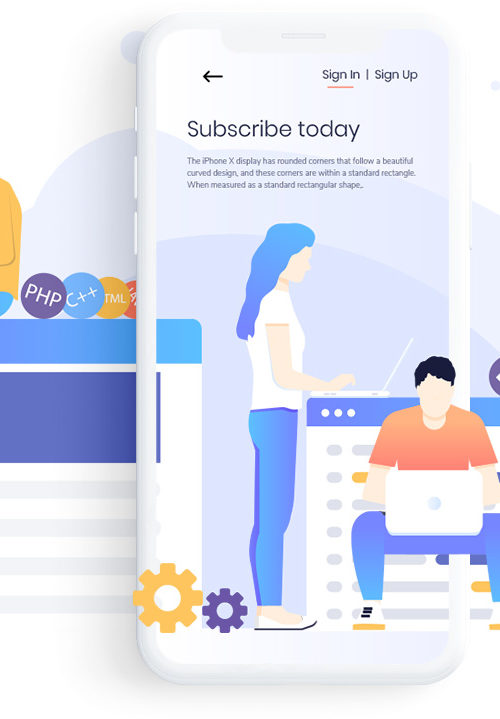 Sign In | Sign Up
Subscribe today
The iPhone X display has rounded corners that follow a beautiful
curved design, and these corners are within a standard rectangle.
When measured as a standard rectangular shape,.
PHP
C++
TML